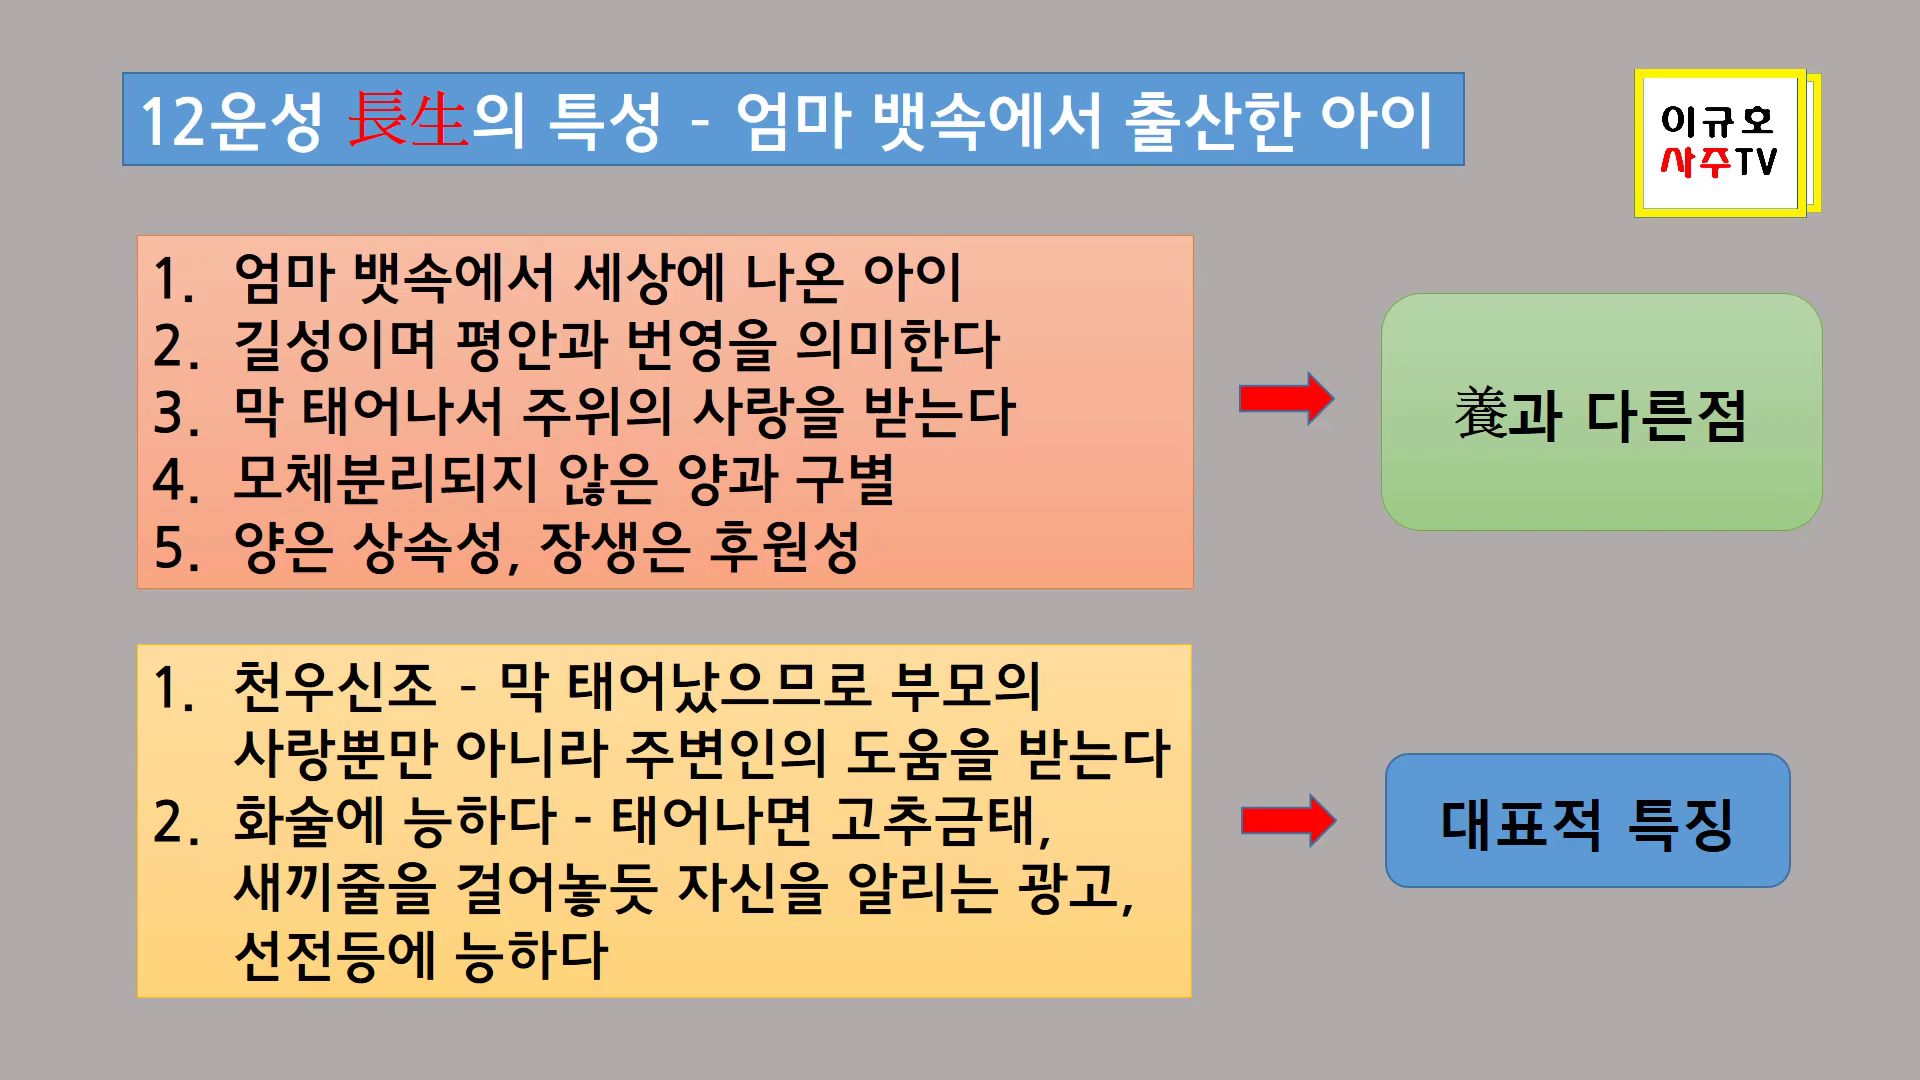 12운성 長生의 특성 - 엄마 뱃속에서 출산한 아이
이규호
사주TV
1. 엄마 뱃속에서 세상에 나온 아이
2. 길성이며 평안과 번영을 의미한다
3. 막 태어나서 주위의 사랑을 받는다
4. 모체분리되지 않은 양과 구별
5. 양은 상속성, 장생은 후원성
養과 다른점
1. 천우신조 - 막 태어났으므로 부모의
사랑뿐만 아니라 주변인의 도움을 받는다
2. 화술에 능하다 - 태어나면 고추금태,
새끼줄을 걸어놓듯 자신을 알리는 광고,
선전등에 능하다
대표적 특징